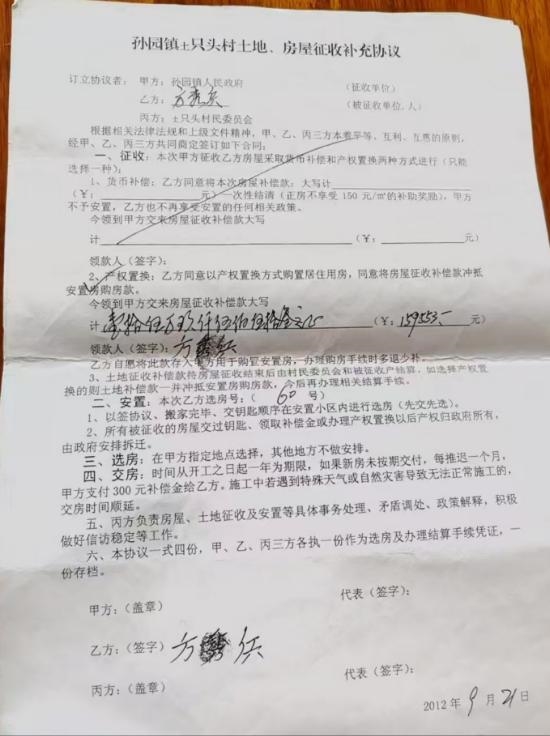 孙园镇土只头村土地、房屋征收补充协议
订立协议者：甲方：孙园镇人民政府　（征收单位）
乙方：方　　（被征收单位、人）
丙方：土只头村民委员会
根据相关法律法规和上级文件精神，甲、乙、丙三方本着平等、互利、互惠的原则，
经甲、乙、丙三方共同商定签订如下合同：
一、征收：本次甲方征收乙方房屋采取货币补偿和产权置换两种方式进行（只能
选择一种）；
1、货币补偿：乙方同意将本次房屋补偿款：大写计
（￥：　　元）一次性结清（正房不享受 150 元/㎡的补助奖励），甲方
不予安置，乙方也不再享受安置的任何相关政策。
今领到甲方交来房屋征收补偿款大写
计　　（￥：　　元）
领款人（签字）：
2、产权置换：乙方同意以产权置换方式购置居住用房，同意将房屋征收补偿款冲抵
安置房购房款。
今领到甲方交来房屋征收补偿款大写
计　　（￥：159553　元）
领款人（签字）：方
乙方自愿将此款存入甲方用于购买安置房，办理购房手续时多退少补。
3、土地征收补偿款待房屋征收结束后由村民委员会和被征收户结算，如选择产权置
换的则土地补偿款一并冲抵安置房购房款，今后再办理相关结算手续。
二、安置：本次乙方选房号：（60 号）
1、以签协议、搬家完毕、交钥匙顺序在安置小区内进行选房（先交先选）。
2、所有被征收的房屋交过钥匙、领取补偿金或办理产权置换以后产权归政府所有，
由政府安排拆迁。
三、选房：在甲方指定地点选择，其他地方不做安排。
四、交房：时间从开工之日起一年为期限，如果新房未按期交付，每推迟一个月，
甲方支付 300 元补偿金给乙方。施工中若遇到特殊天气或自然灾害导致无法正常施工的，
交房时间顺延。
五、丙方负责房屋、土地征收及安置等具体事务处理、矛盾调处、政策解释，积极
做好信访稳定等工作。
六、本协议一式四份，甲、乙、丙三方各执一份作为选房及办理结算手续凭证，一
份存档。
甲方：（盖章）　代表（签字）：
乙方：（签字）方
丙方：（盖章）　代表（签字）：
2012 年 9 月 21 日